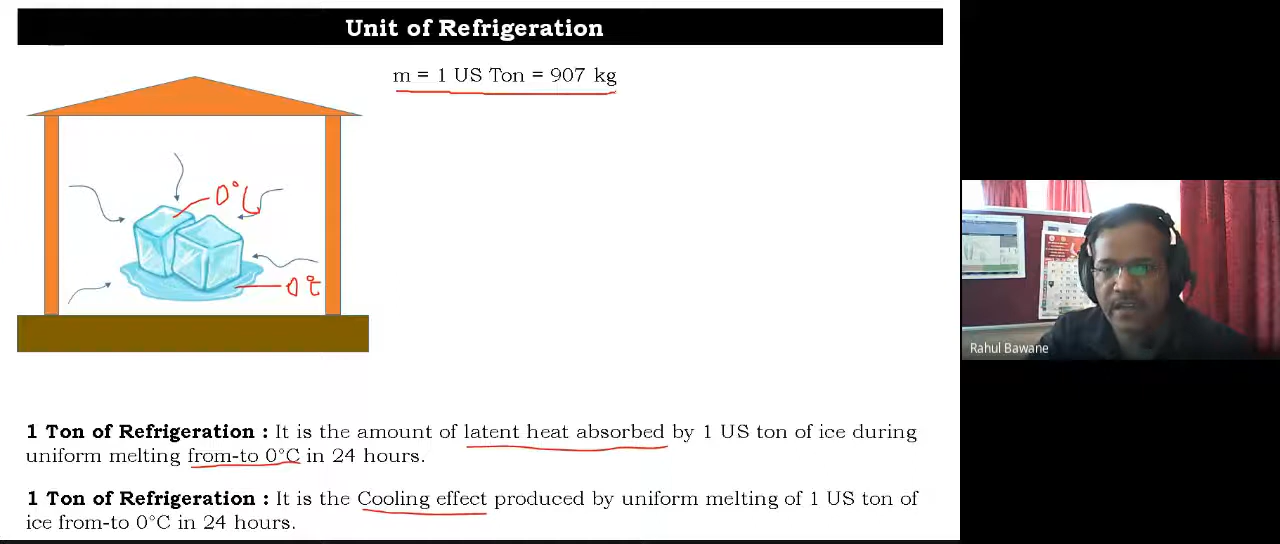 Unit of Refrigeration
m = 1 US Ton = 907 kg
0°C
0°C
1 Ton of Refrigeration : It is the amount of latent heat absorbed by 1 US ton of ice during
uniform melting from-to 0°C in 24 hours.
1 Ton of Refrigeration : It is the Cooling effect produced by uniform melting of 1 US ton of
ice from-to 0°C in 24 hours.
Rahul Bawane